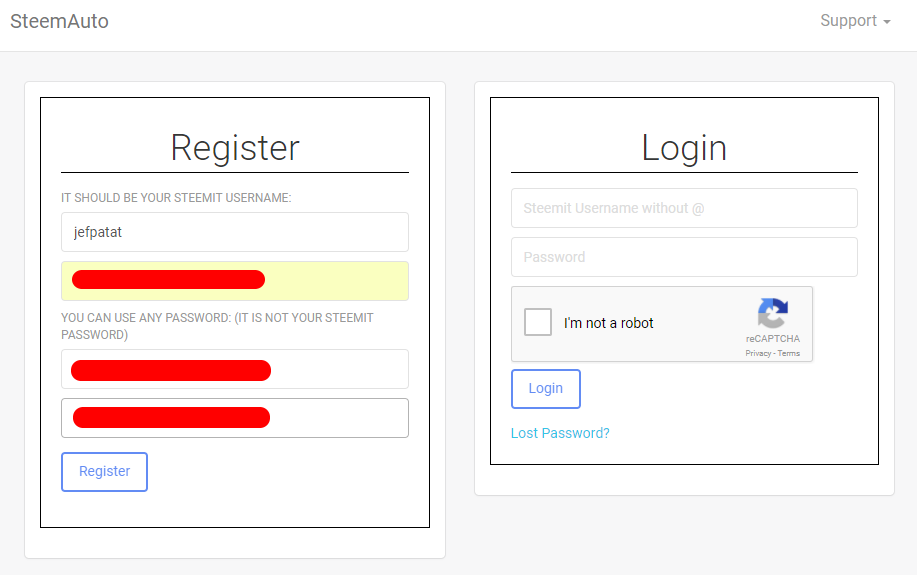 SteemAuto
Support
Register
IT SHOULD BE YOUR STEEMIT USERNAME:
jefpatat
YOU CAN USE ANY PASSWORD: (IT IS NOT YOUR STEEMIT
PASSWORD)
Register
Login
Steemit Username without @
Password
I'm not a robot
reCAPTCHA
Privacy - Terms
Login
Lost Password?